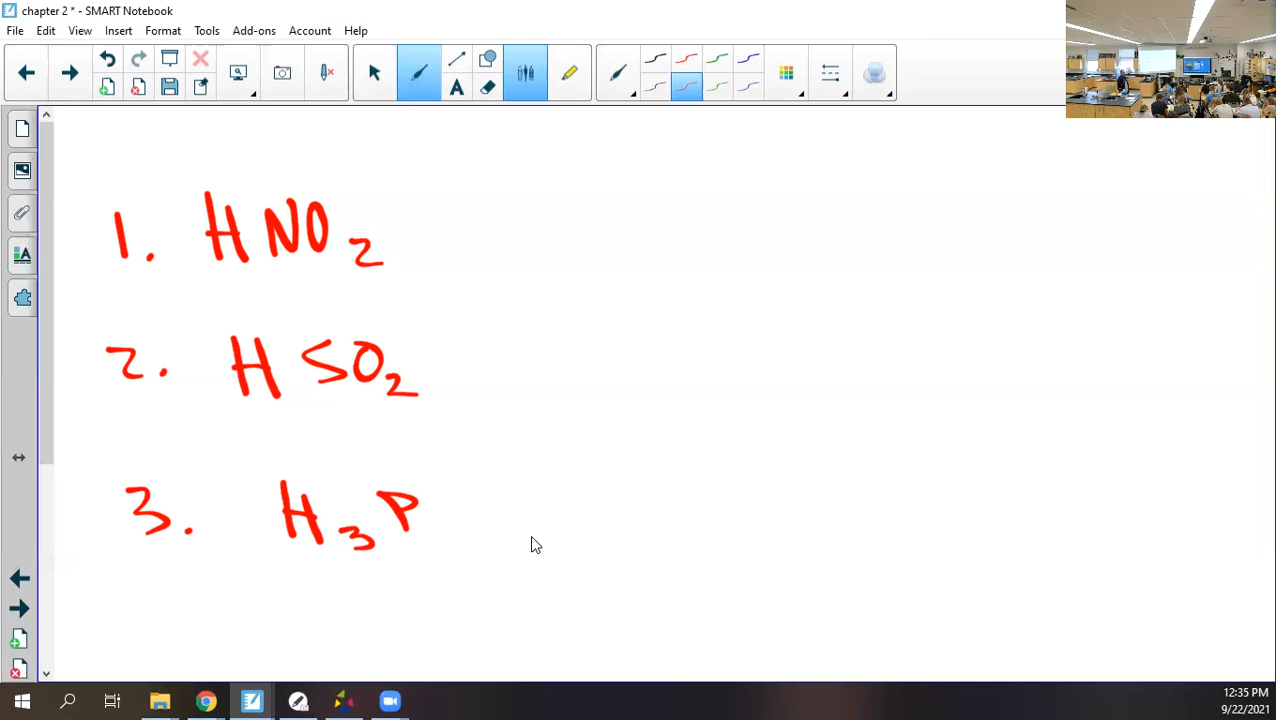 chapter 2 * - SMART Notebook
File Edit View Insert Format Tools Add-ons Account Help
1. HNO₂
2. HSO₂
3. H₃P
12:35 PM
9/22/2021